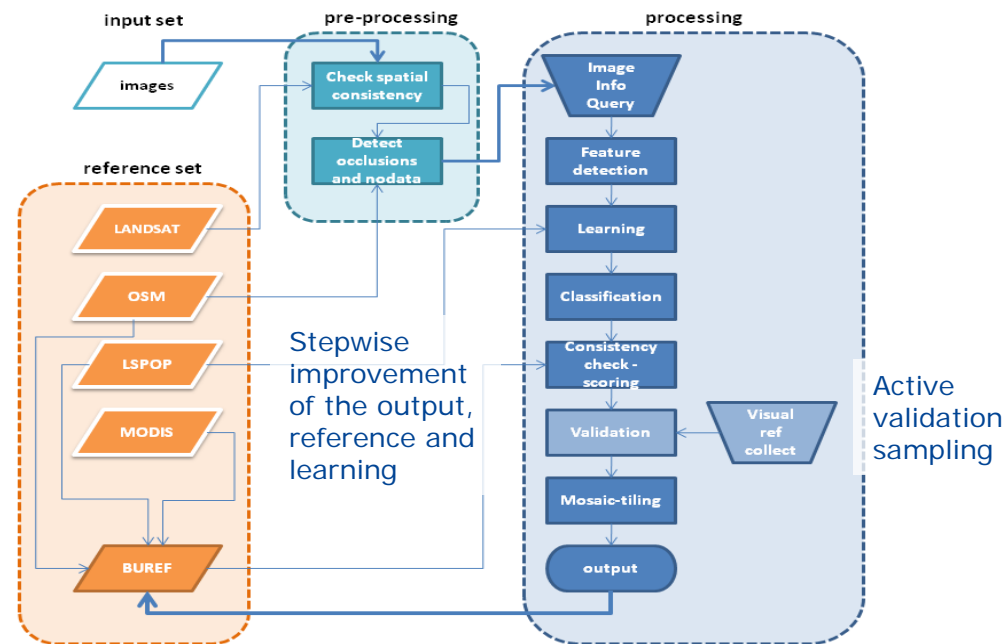 input set
pre-processing
processing
images
Check spatial
consistency
Detect
occlusions
and nodata
Image
Info
Query
Feature
detection
Learning
Classification
Consistency
check -
scoring
Validation
Visual
ref
collect
Mosaic-tiling
output
reference set
LANDSAT
OSM
LSPOP
MODIS
BUREF
Stepwise
improvement
of the output,
reference and
learning
Active
validation
sampling